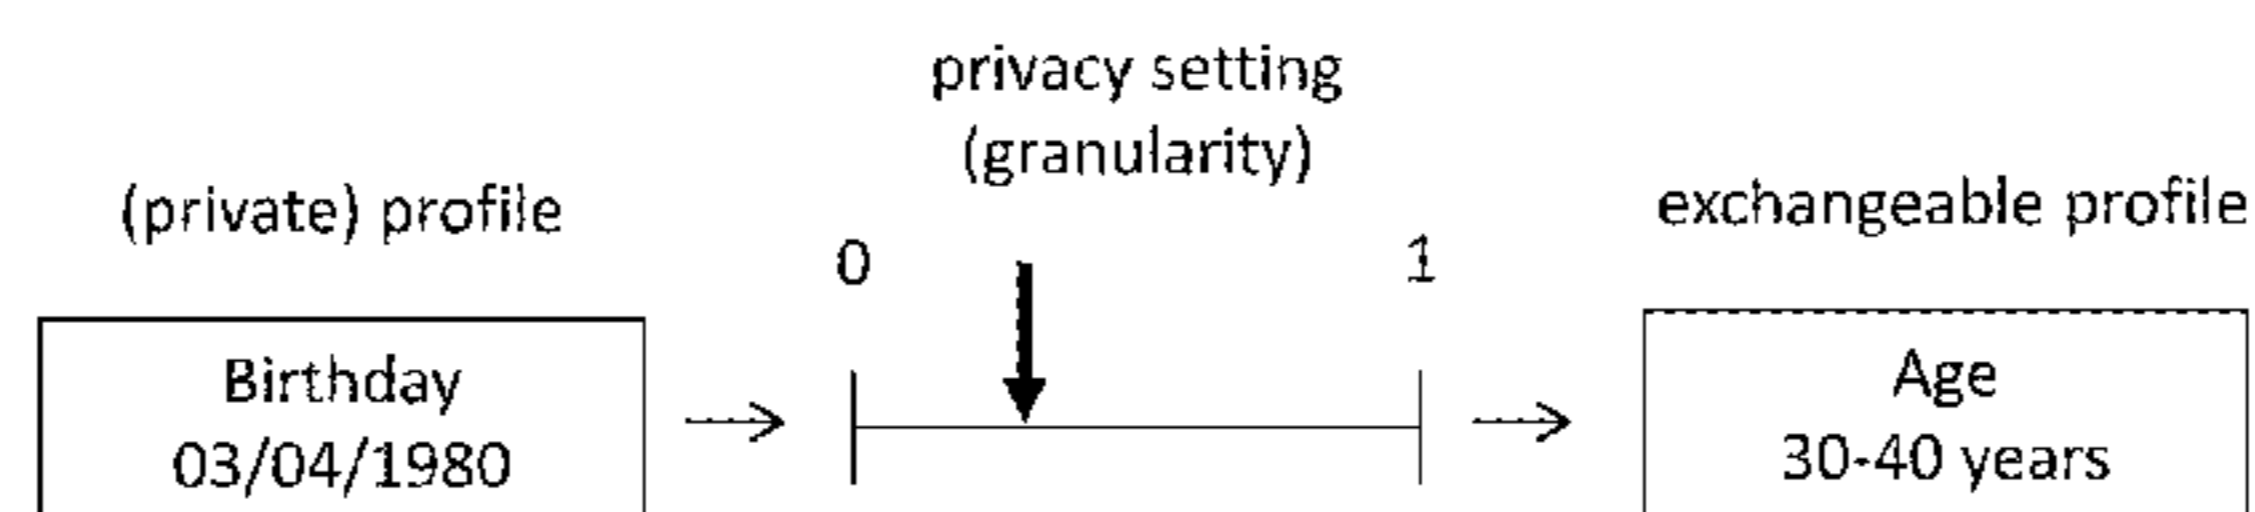 privacy setting
(granularity)
(private) profile
exchangeable profile
0
1
Birthday
03/04/1980
Age
30-40 years